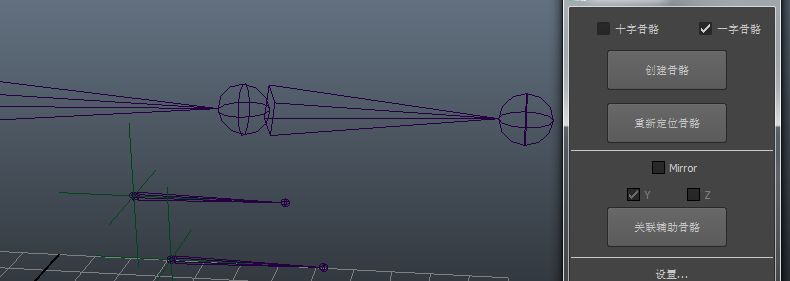 十字骨骼 一字骨骼
创建骨骼
重新定位骨骼
Mirror
Y Z
关联辅助骨骼
设置...